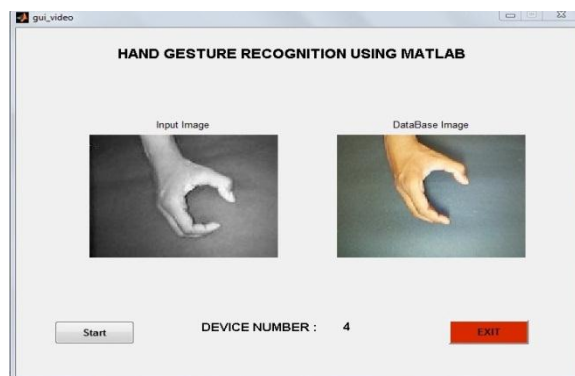 gui_video
HAND GESTURE RECOGNITION USING MATLAB
Input Image
DataBase Image
Start
DEVICE NUMBER :
4
EXIT